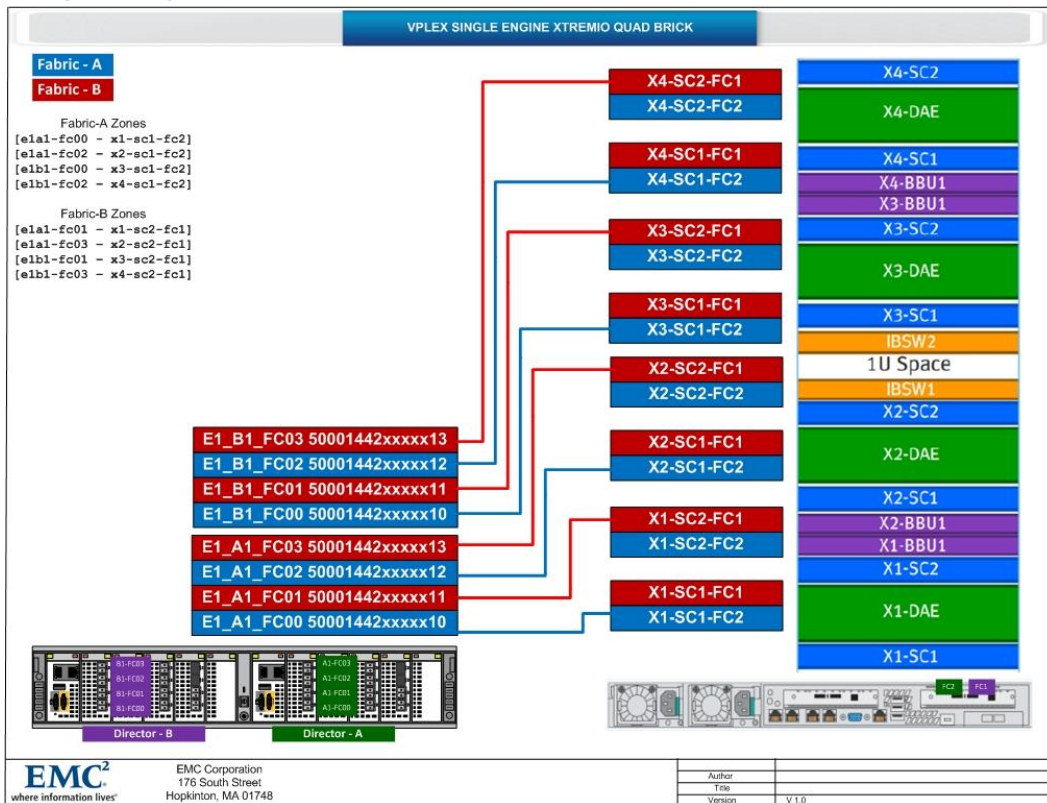 VPLEX SINGLE ENGINE XTREMIO QUAD BRICK
Fabric - A
Fabric - B
Fabric-A Zones
[e1a1-fc00 - x1-sc1-fc2]
[e1a1-fc02 - x2-sc1-fc2]
[e1b1-fc00 - x3-sc1-fc2]
[e1b1-fc02 - x4-sc1-fc2]
Fabric-B Zones
[e1a1-fc01 - x1-sc2-fc1]
[e1a1-fc03 - x2-sc2-fc1]
[e1b1-fc01 - x3-sc2-fc1]
[e1b1-fc03 - x4-sc2-fc1]
E1_B1_FC03 50001442xxxxx13
E1_B1_FC02 50001442xxxxx12
E1_B1_FC01 50001442xxxxx11
E1_B1_FC00 50001442xxxxx10
E1_A1_FC03 50001442xxxxx13
E1_A1_FC02 50001442xxxxx12
E1_A1_FC01 50001442xxxxx11
E1_A1_FC00 50001442xxxxx10
X4-SC2-FC1
X4-SC2-FC2
X4-SC1-FC1
X4-SC1-FC2
X3-SC2-FC1
X3-SC2-FC2
X3-SC1-FC1
X3-SC1-FC2
X2-SC2-FC1
X2-SC2-FC2
X2-SC1-FC1
X2-SC1-FC2
X1-SC2-FC1
X1-SC2-FC2
X1-SC1-FC1
X1-SC1-FC2
X4-SC2
X4-DAE
X4-SC1
X4-BBU1
X3-BBU1
X3-SC2
X3-DAE
X3-SC1
IBSW2
1U Space
IBSW1
X2-SC2
X2-DAE
X2-SC1
X2-BBU1
X1-BBU1
X1-SC2
X1-DAE
X1-SC1
B1-FC03
B1-FC02
B1-FC01
B1-FC00
A1-FC03
A1-FC02
A1-FC01
A1-FC00
Director - B
Director - A
FC2
FC1
EMC²
where information lives®
EMC Corporation
176 South Street
Hopkinton, MA 01748
Author
Title
Version V 1.0